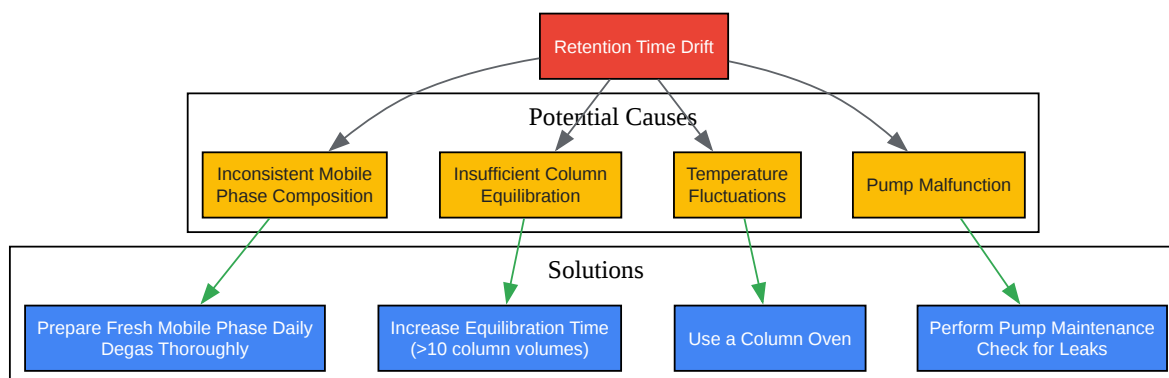 Retention Time Drift
Potential Causes
Inconsistent Mobile
Phase Composition
Insufficient Column
Equilibration
Temperature
Fluctuations
Pump Malfunction
Solutions
Prepare Fresh Mobile Phase Daily
Degas Thoroughly
Increase Equilibration Time
(>10 column volumes)
Use a Column Oven
Perform Pump Maintenance
Check for Leaks